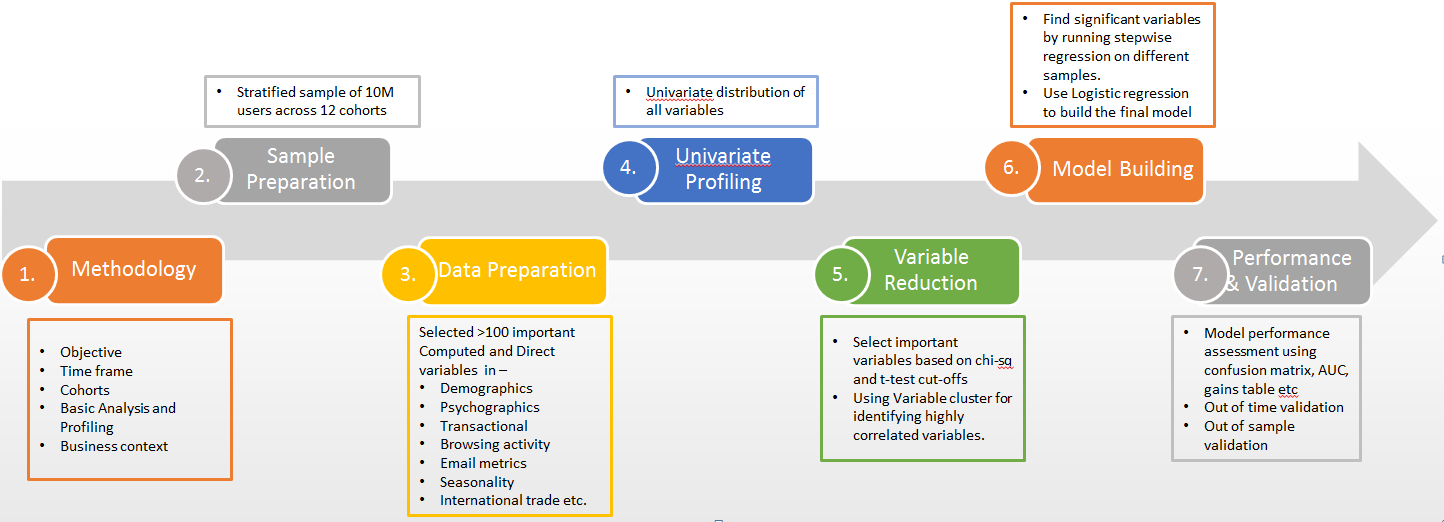 1.
Methodology
• Objective
• Time frame
• Cohorts
• Basic Analysis and
Profiling
• Business context
• Stratified sample of 10M
users across 12 cohorts
2.
Sample
Preparation
3.
Data Preparation
Selected >100 important
Computed and Direct
variables in –
• Demographics
• Psychographics
• Transactional
• Browsing activity
• Email metrics
• Seasonality
• International trade etc.
• Univariate distribution of
all variables
4.
Univariate
Profiling
5.
Variable
Reduction
• Select important
variables based on chi-sq
and t-test cut-offs
• Using Variable cluster for
identifying highly
correlated variables.
• Find significant variables
by running stepwise
regression on different
samples.
• Use Logistic regression
to build the final model
6.
Model Building
7.
Performance
& Validation
• Model performance
assessment using
confusion matrix, AUC,
gains table etc
• Out of time validation
• Out of sample
validation